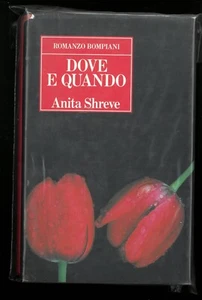 ROMANZO BOMPIANI
DOVE
E QUANDO
Anita Shreve